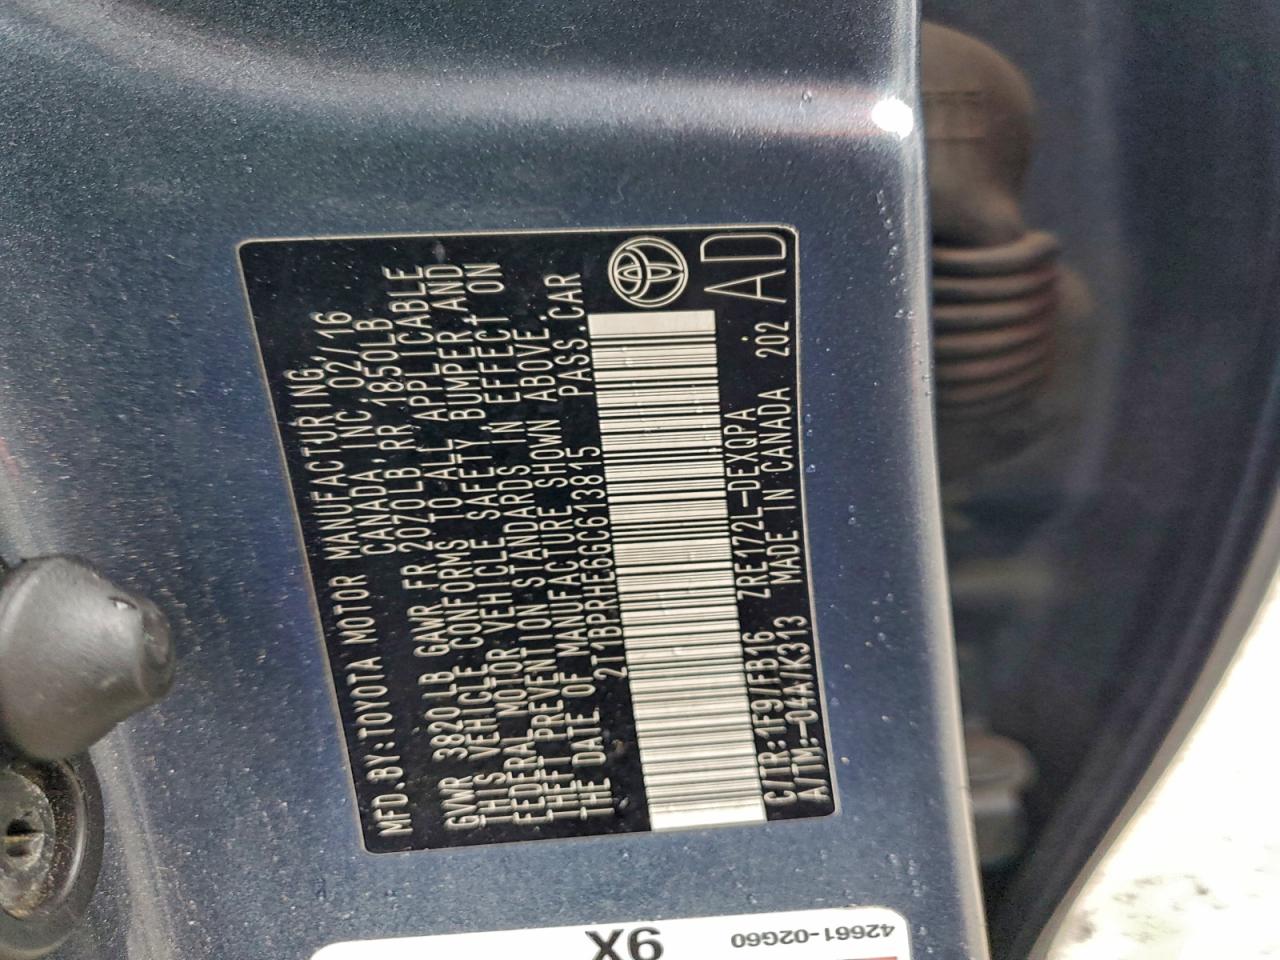 MFD.BY:TOYOTA MOTOR MANUFACTURING,
CANADA INC 02/16
GVWR 3820LB GAWR FR 2070LB RR 1850LB
THIS VEHICLE CONFORMS TO ALL APPLICABLE
FEDERAL MOTOR VEHICLE SAFETY BUMPER, AND
THEFT PREVENTION STANDARDS IN EFFECT ON
THE DATE OF MANUFACTURE SHOWN ABOVE.
2T1BPRHE6GC613815 PASS.CAR
C/TR:1F9/FB16 ZRE172L-DEXQPA
A/TM:-04A/K313 MADE IN CANADA 202
AD
42661-02G60
9X